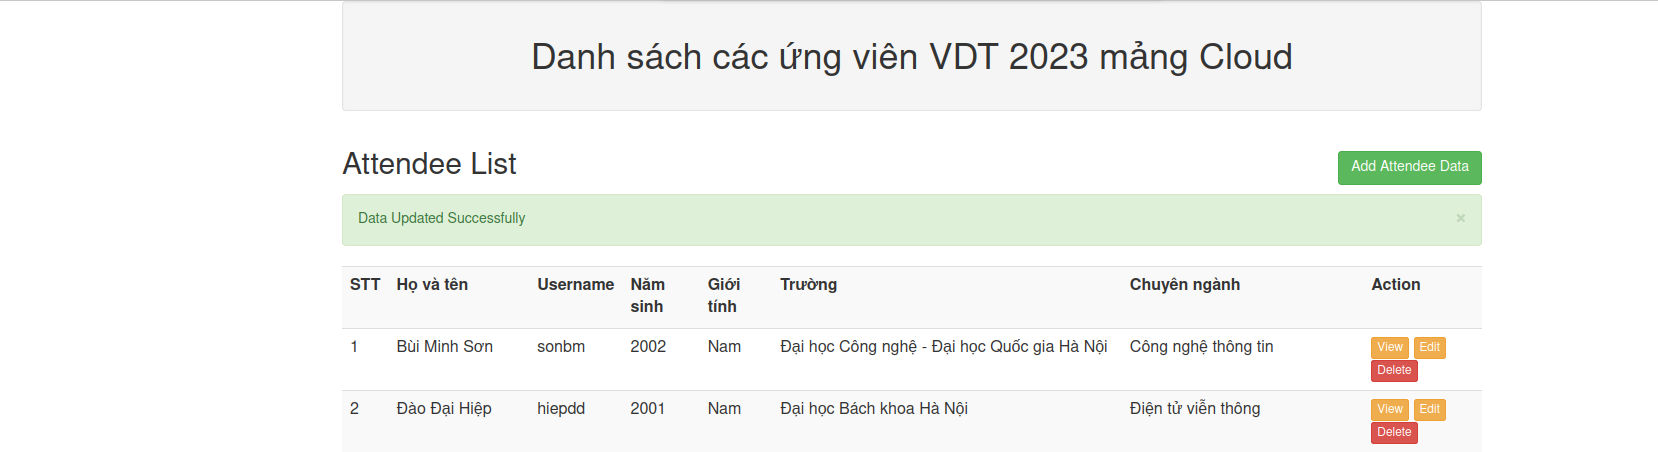 Danh sách các ứng viên VDT 2023 mảng Cloud
Attendee List
Add Attendee Data
Data Updated Successfully ×
STT Họ và tên Username Năm sinh Giới tính Trường Chuyên ngành Action
1 Bùi Minh Sơn sonbm 2002 Nam Đại học Công nghệ - Đại học Quốc gia Hà Nội Công nghệ thông tin View Edit
Delete
2 Đào Đại Hiệp hiepdd 2001 Nam Đại học Bách khoa Hà Nội Điện tử viễn thông View Edit
Delete